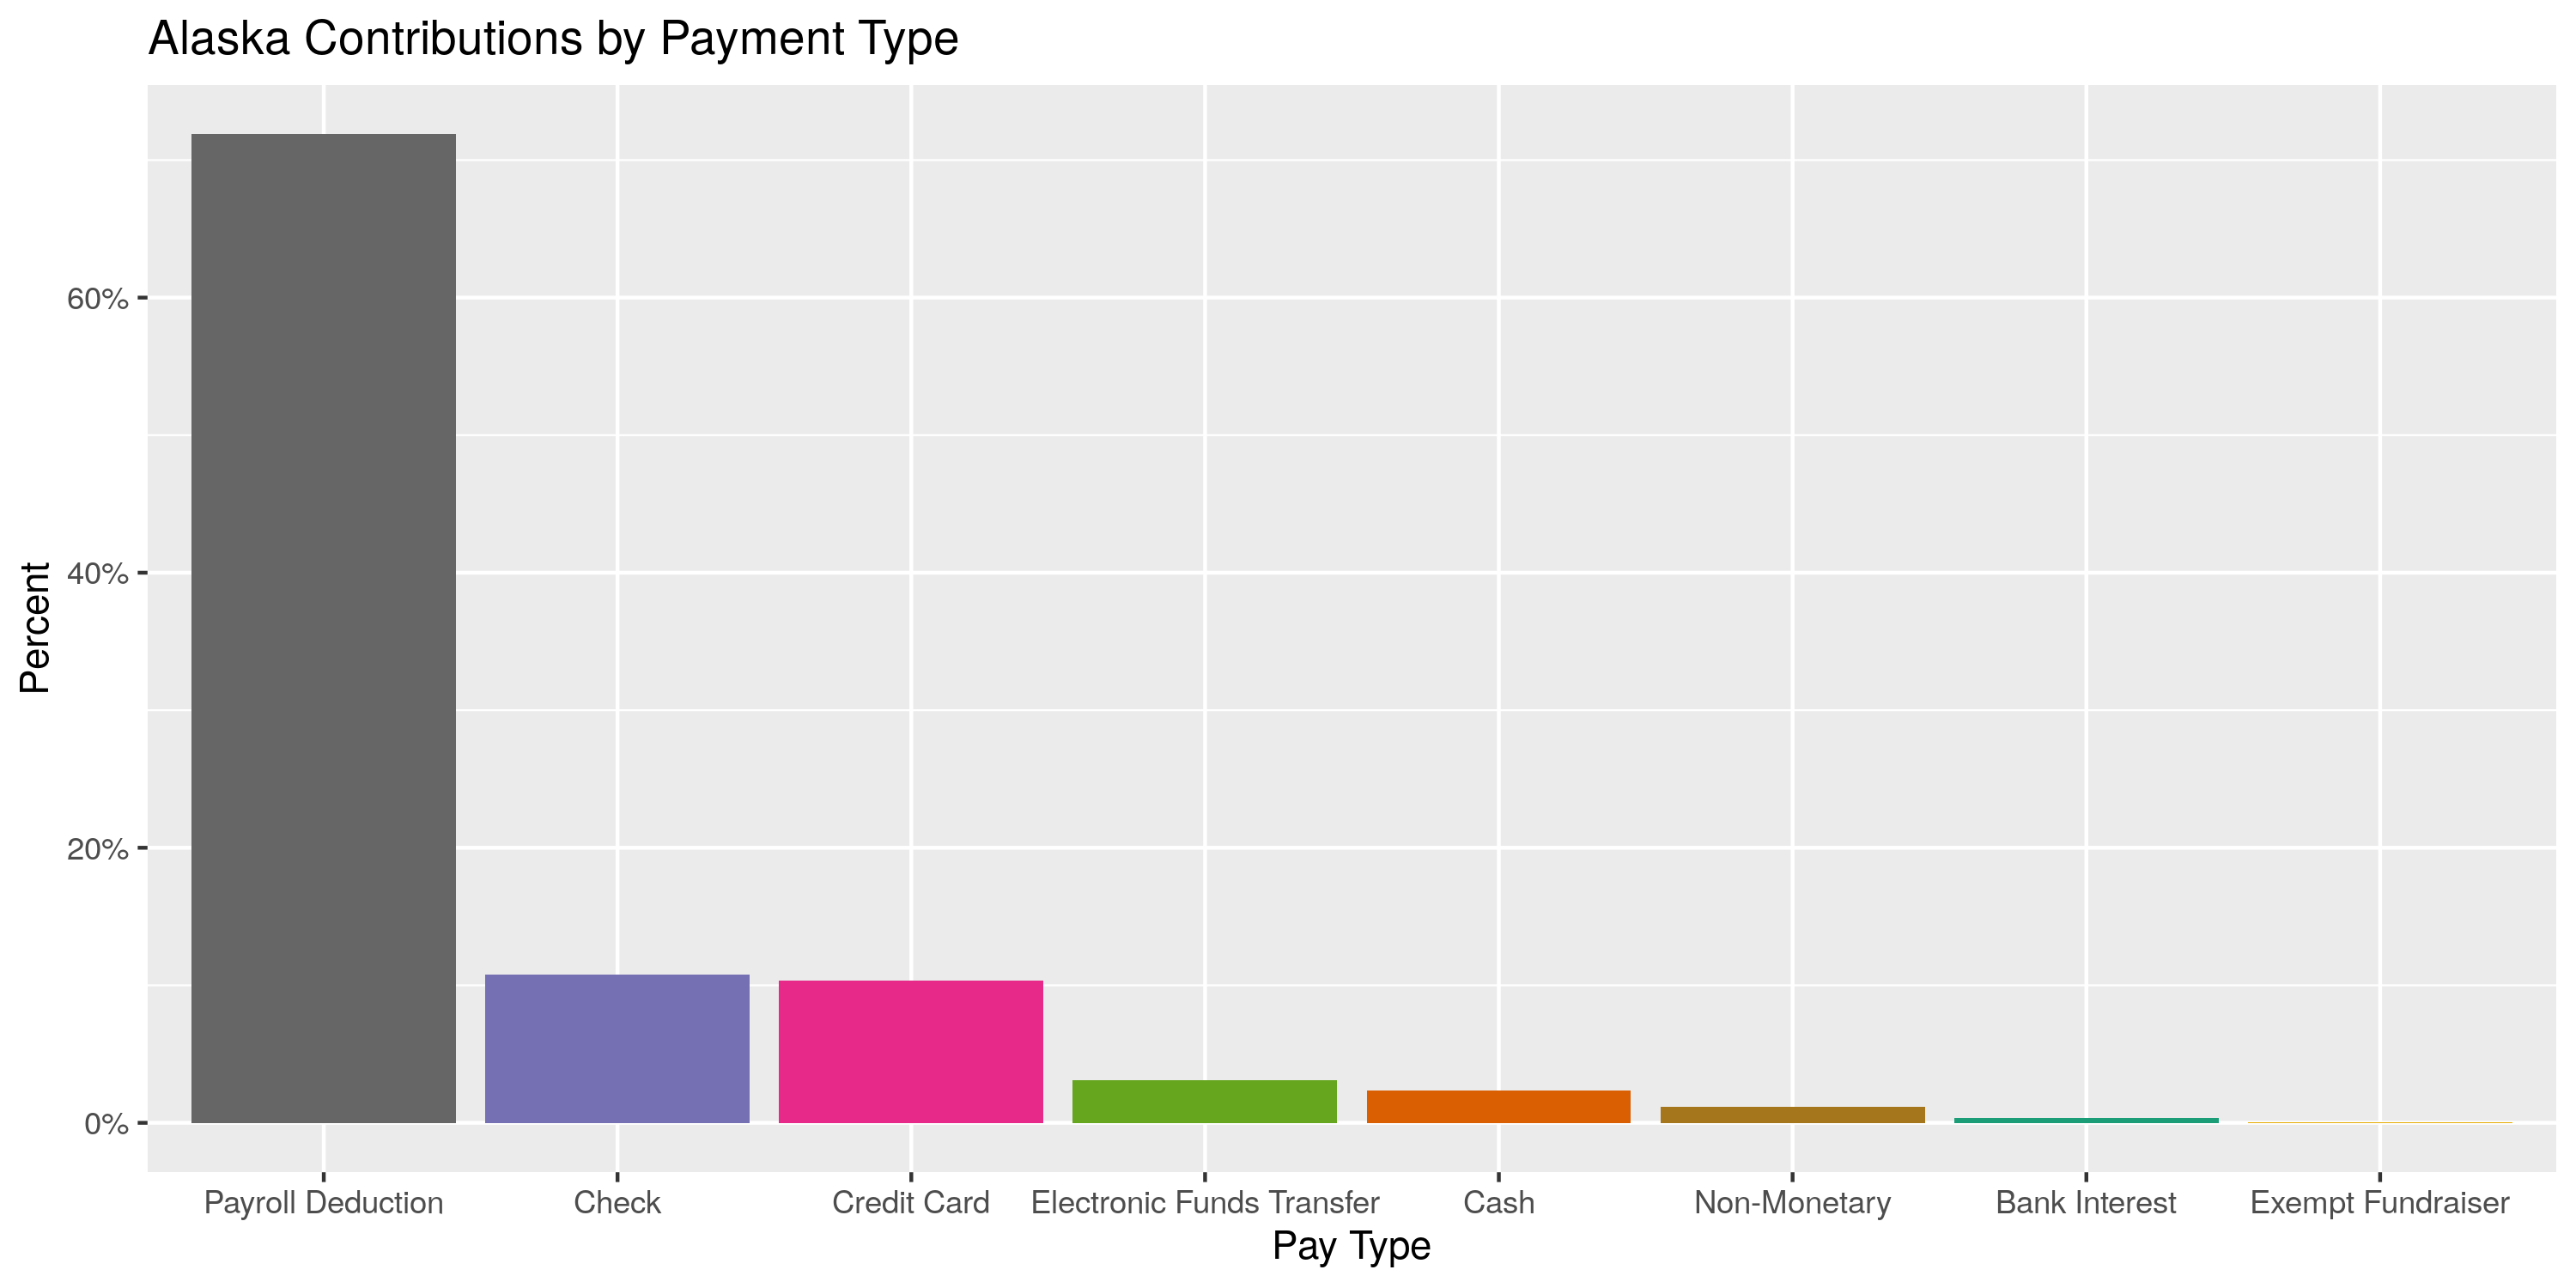 Alaska Contributions by Payment Type
Percent
60%
40%
20%
0%
Payroll Deduction
Check
Credit Card
Electronic Funds Transfer
Cash
Non-Monetary
Bank Interest
Exempt Fundraiser
Pay Type